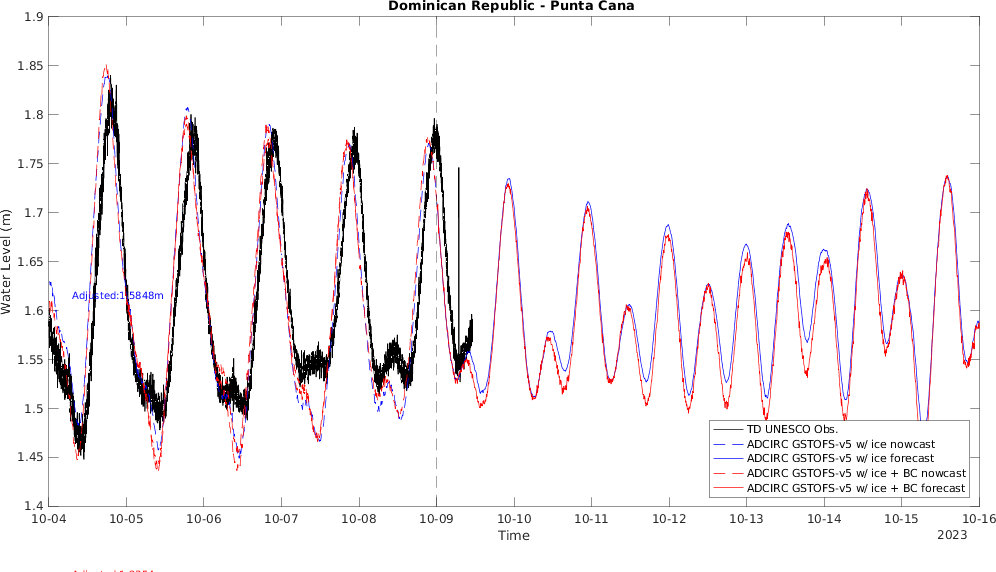 Dominican Republic - Punta Cana
1.9
1.85
1.8
1.75
1.7
1.65
1.6
1.55
1.5
1.45
1.4
Water Level (m)
Adjusted:1.5848m
TD UNESCO Obs.
ADCIRC GSTOFS-v5 w/ ice nowcast
ADCIRC GSTOFS-v5 w/ ice forecast
ADCIRC GSTOFS-v5 w/ ice + BC nowcast
ADCIRC GSTOFS-v5 w/ ice + BC forecast
10-04 10-05 10-06 10-07 10-08 10-09 10-10 10-11 10-12 10-13 10-14 10-15 10-16
Time
2023